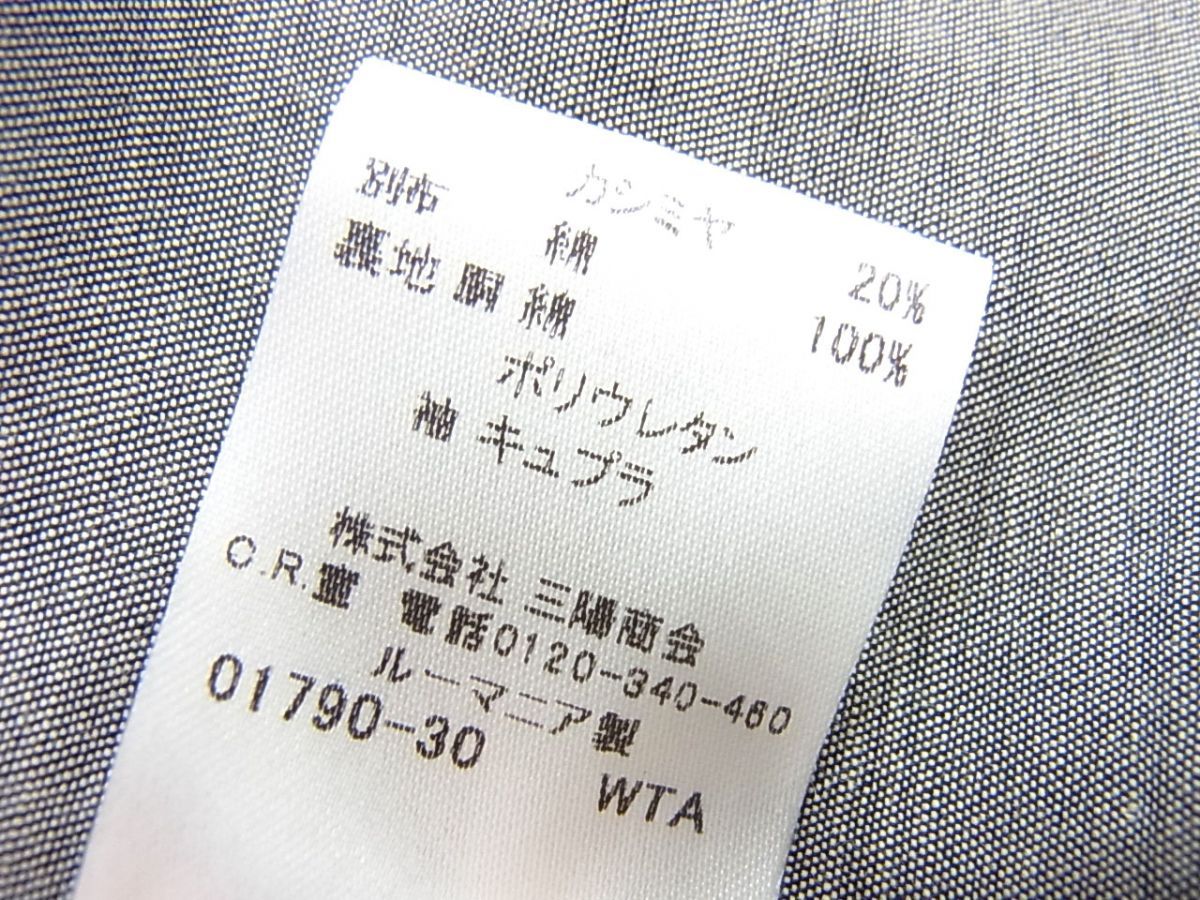 カシミヤ 20%
別布 綿 100%
裏地 胴 綿
ポリウレタン
袖 キュプラ
株式会社 三陽商会
C.R.室 電話0120-340-460
ルーマニア製
01790-30
WTA